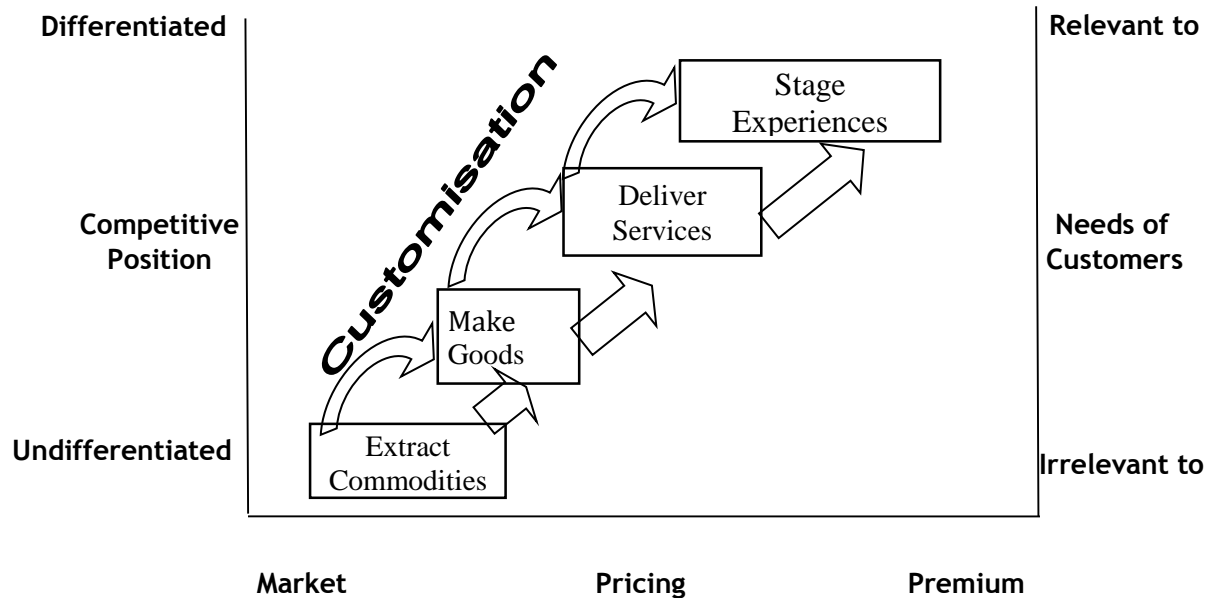 Differentiated
Relevant to
Customisation
Stage
Experiences
Deliver
Services
Competitive
Position
Needs of
Customers
Make
Goods
Undifferentiated
Extract
Commodities
Irrelevant to
Market Pricing Premium